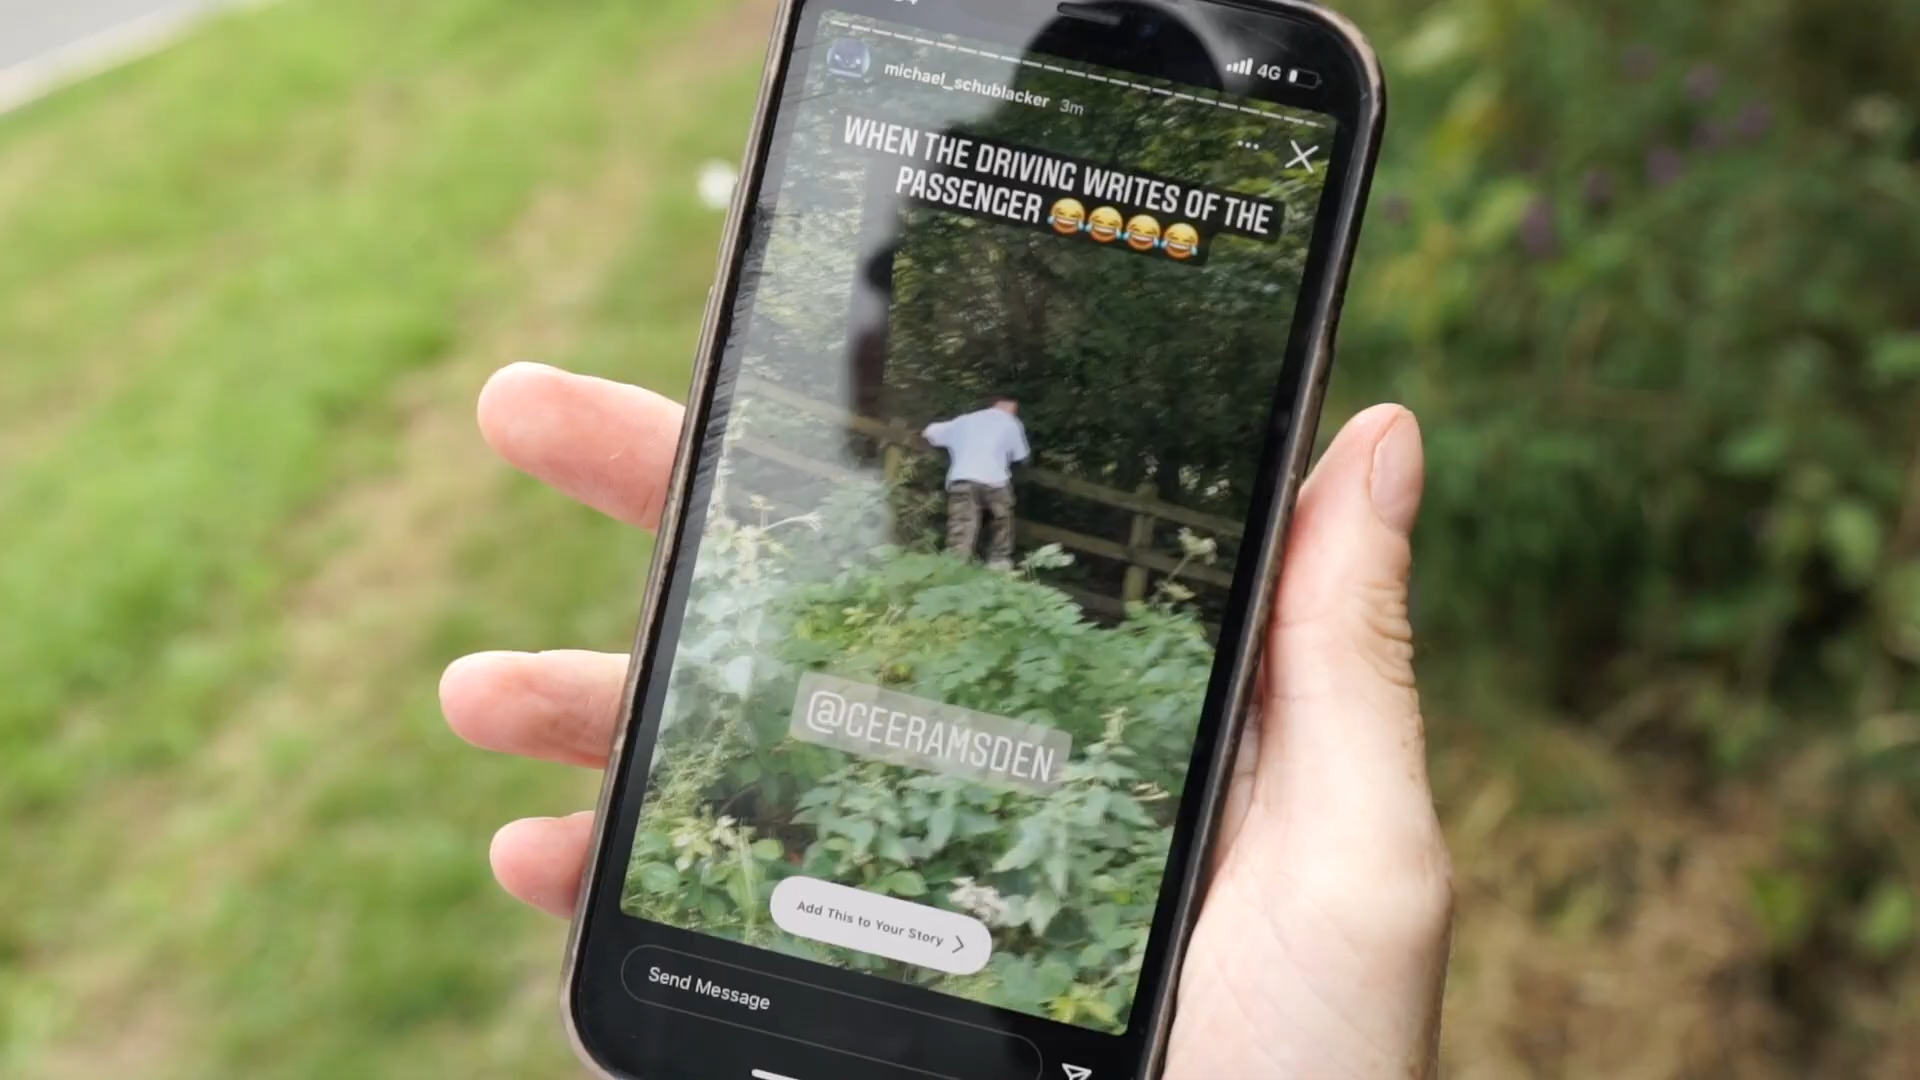 4G
michael_schublacker 3m
WHEN THE DRIVING WRITES OF THE
PASSENGER 😂😂😂😂
@CEERAMSDEN
Add This to Your Story
Send Message